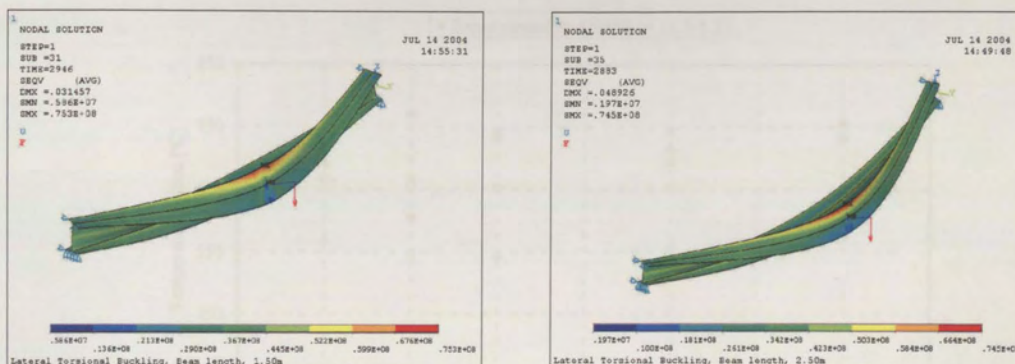 1
NODAL SOLUTION
STEP=1
SUB =31
TIME=2946
SEQV (AVG)
DMX =.031457
SMN =.586E+07
SMX =.753E+08
U
F
JUL 14 2004
14:55:31
.586E+07 .213E+08 .367E+08 .522E+08 .676E+08
.136E+08 .290E+08 .445E+08 .599E+08 .753E+08
Lateral Torsional Buckling, Beam length, 1.50m
1
NODAL SOLUTION
STEP=1
SUB =35
TIME=2883
SEQV (AVG)
DMX =.048926
SMN =.197E+07
SMX =.745E+08
U
F
JUL 14 2004
14:49:48
.197E+07 .181E+08 .342E+08 .503E+08 .664E+08
.100E+08 .261E+08 .423E+08 .584E+08 .745E+08
Lateral Torsional Buckling, Beam length, 2.50m